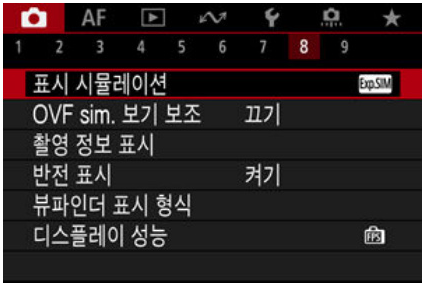 AF
1 2 3 4 5 6 7 8 9
표시 시뮬레이션 Exp.SIM
OVF sim. 보기 보조 끄기
촬영 정보 표시
반전 표시 켜기
뷰파인더 표시 형식
디스플레이 성능 FPS